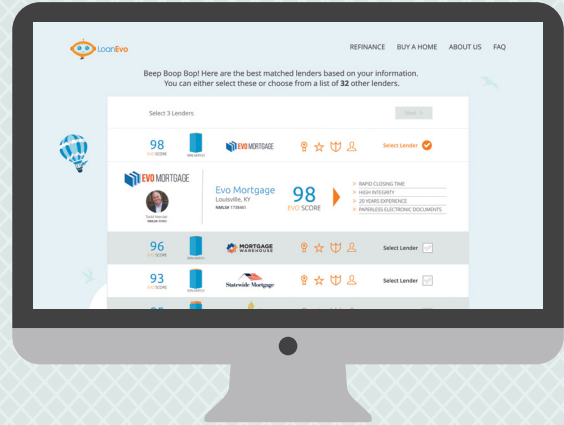 LoanEvo
REFINANCE BUY A HOME ABOUT US FAQ
Beep Boop Bop! Here are the best matched lenders based on your information.
You can either select these or choose from a list of 32 other lenders.
Select 3 Lenders
Next >
98
EVO SCORE
EVO MORTGAGE
Select Lender
EVO MORTGAGE
Evo Mortgage
Louisville, KY
98
EVO SCORE
> RAPID CLOSING TIME
> HIGH INTEGRITY
> 20 YEARS EXPERIENCE
> PAPERLESS ELECTRONIC DOCUMENTS
96
EVO SCORE
MORTGAGE
WAREHOUSE
Select Lender
93
EVO SCORE
Statewide Mortgage
Select Lender